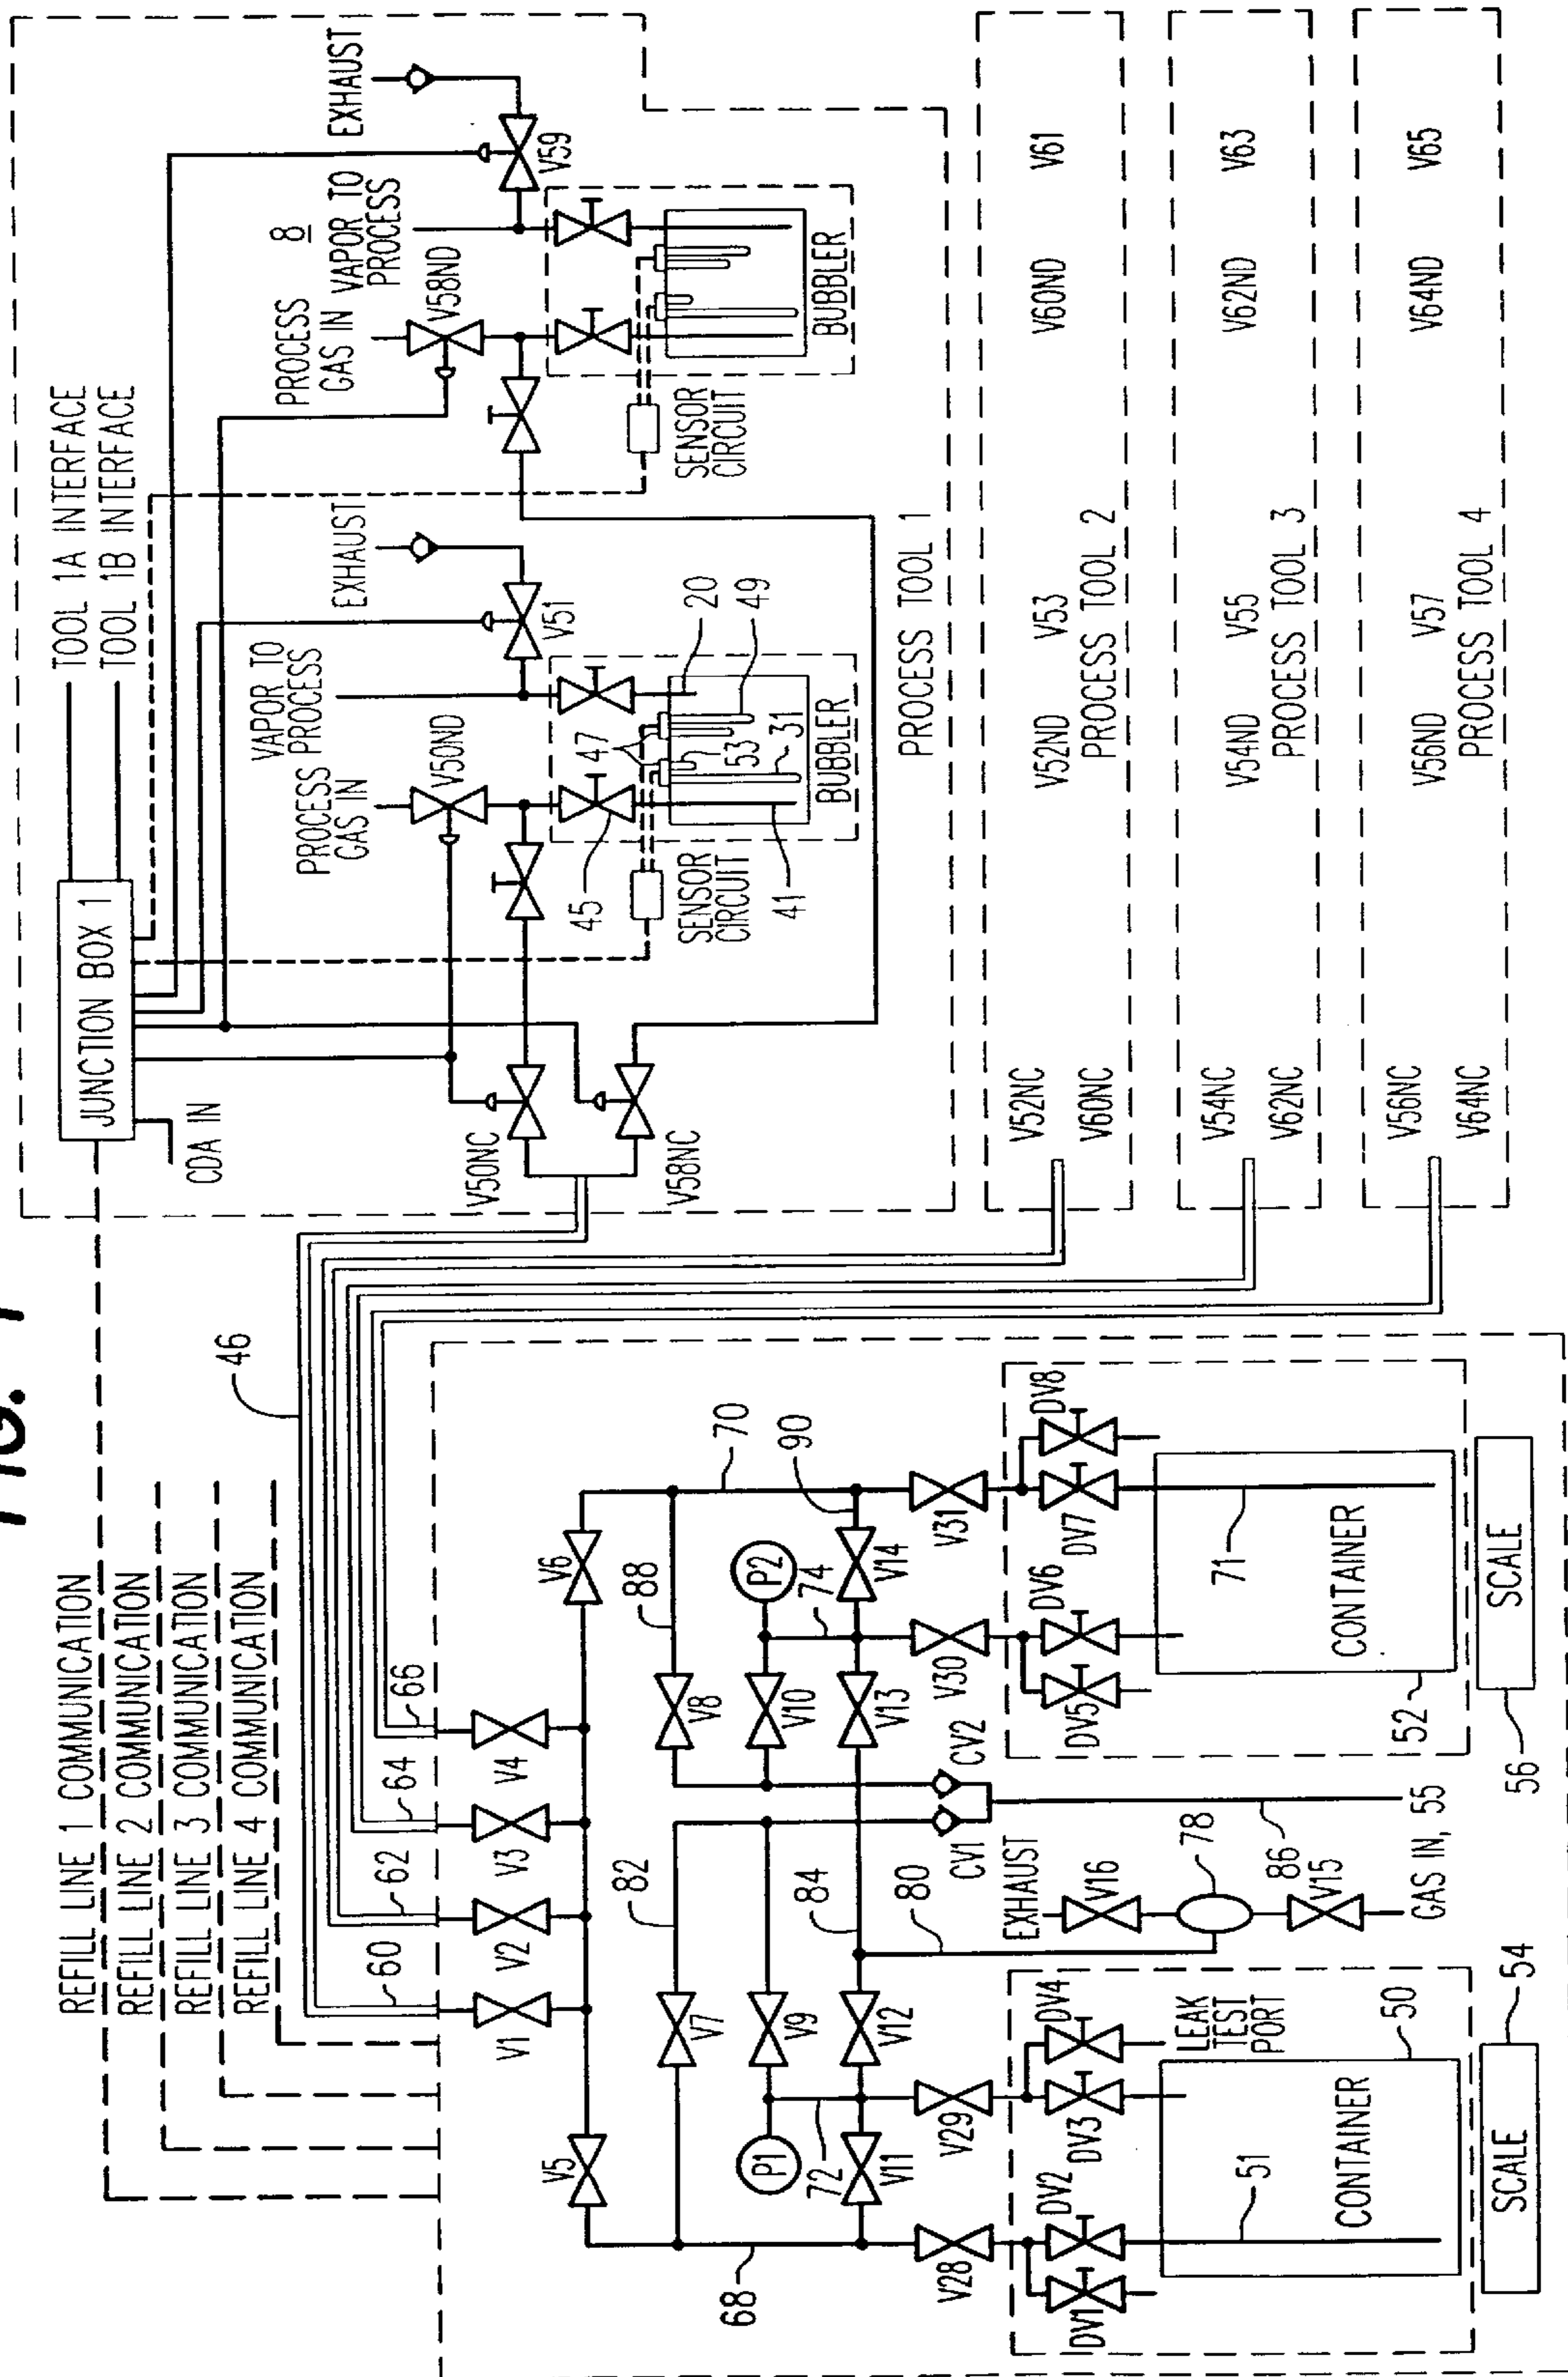 FIG. 1
REFILL LINE 1 COMMUNICATION
REFILL LINE 2 COMMUNICATION
REFILL LINE 3 COMMUNICATION
REFILL LINE 4 COMMUNICATION
46
60
62
64
66
V1
V2
V3
V4
V5
V6
68
70
82
88
V7
V8
P1
P2
V9
V10
72
74
V11
V12
V13
V14
90
84
80
CV1
CV2
V28
V29
V30
V31
EXHAUST
V16
78
86
V15
GAS IN, 55
DV1
DV2
DV3
DV4
LEAK
TEST
PORT
DV5
DV6
DV7
DV8
51
CONTAINER
50
SCALE
54
71
CONTAINER
52
SCALE
56
JUNCTION BOX 1
CDA IN
TOOL 1A INTERFACE
TOOL 1B INTERFACE
V50NC
V58NC
PROCESS
GAS IN
V50ND
VAPOR TO
PROCESS
EXHAUST
V51
45
47
20
49
53
31
41
BUBBLER
SENSOR
CIRCUIT
PROCESS
GAS IN
V58ND
8
VAPOR TO
PROCESS
EXHAUST
V59
BUBBLER
SENSOR
CIRCUIT
PROCESS TOOL 1
V52NC
V60NC
V52ND
V53
V60ND
V61
PROCESS TOOL 2
V54NC
V62NC
V54ND
V55
V62ND
V63
PROCESS TOOL 3
V56NC
V64NC
V56ND
V57
V64ND
V65
PROCESS TOOL 4